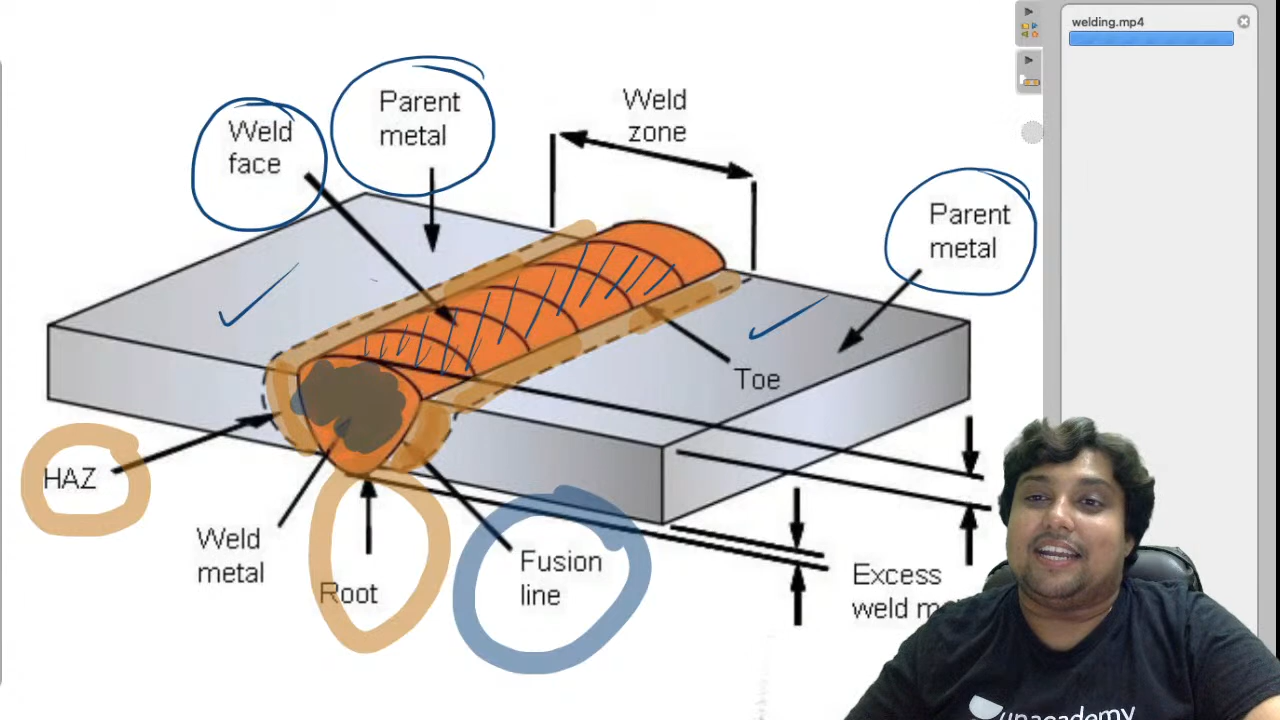 welding.mp4
Parent
metal
Weld
zone
Weld
face
Parent
metal
Toe
HAZ
Weld
metal
Root
Fusion
line
Excess
weld
unacademy